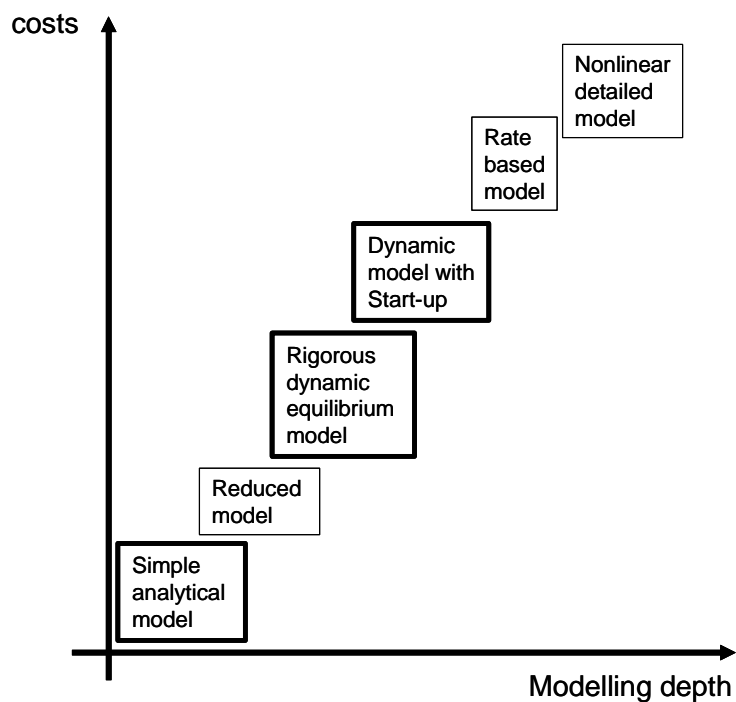 costs
Nonlinear
detailed
model
Rate
based
model
Dynamic
model with
Start-up
Rigorous
dynamic
equilibrium
model
Reduced
model
Simple
analytical
model
Modelling depth